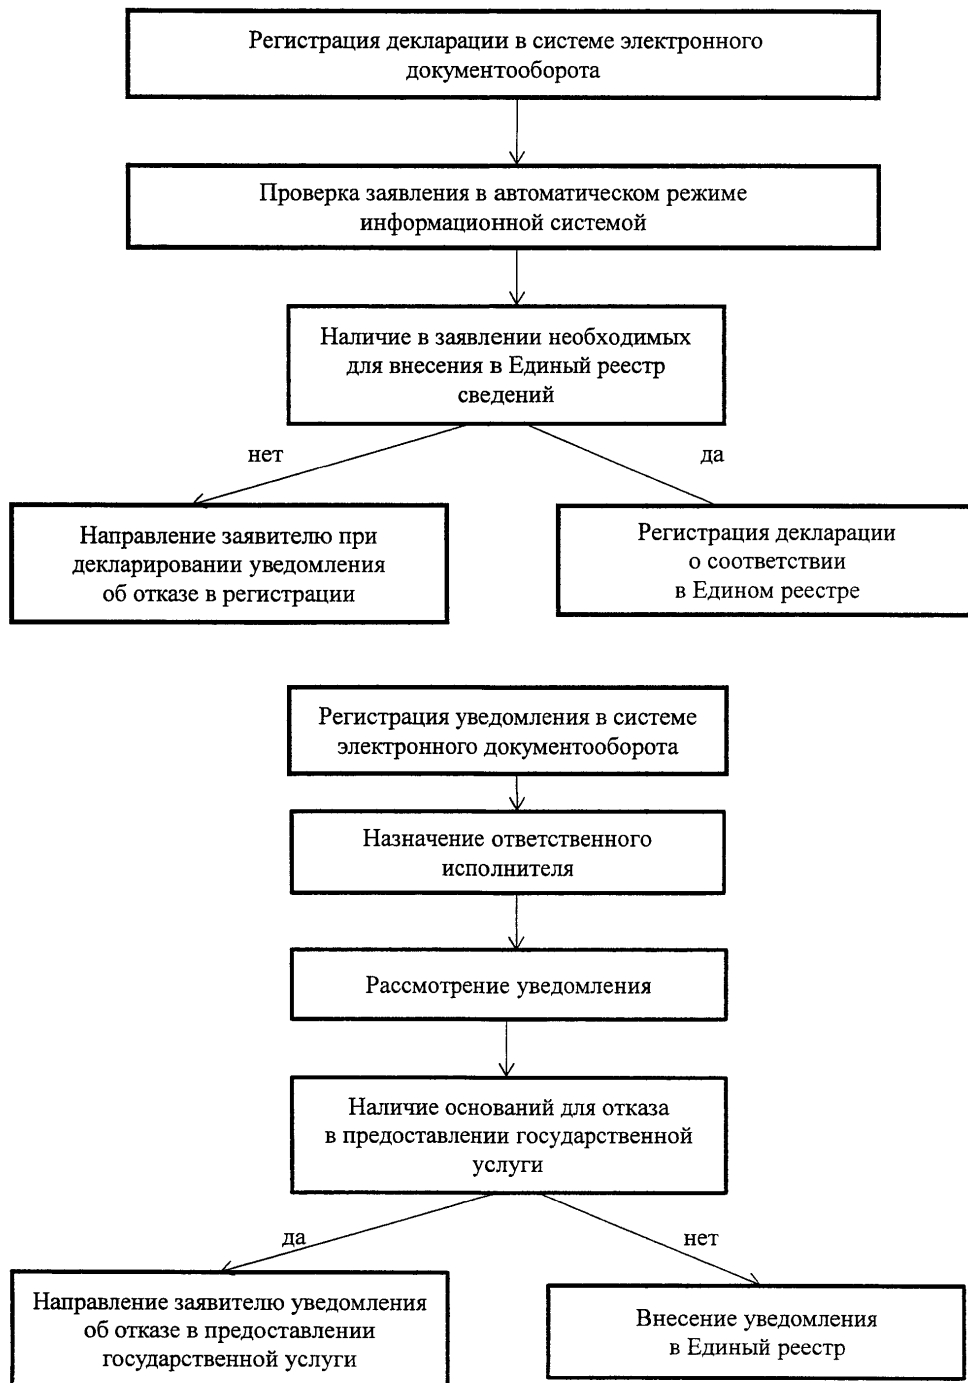 Регистрация декларации в системе электронного
документооборота
Проверка заявления в автоматическом режиме
информационной системой
Наличие в заявлении необходимых
для внесения в Единый реестр
сведений
нет
да
Направление заявителю при
декларировании уведомления
об отказе в регистрации
Регистрация декларации
о соответствии
в Едином реестре
Регистрация уведомления в системе
электронного документооборота
Назначение ответственного
исполнителя
Рассмотрение уведомления
Наличие оснований для отказа
в предоставлении государственной
услуги
да
нет
Направление заявителю уведомления
об отказе в предоставлении
государственной услуги
Внесение уведомления
в Единый реестр